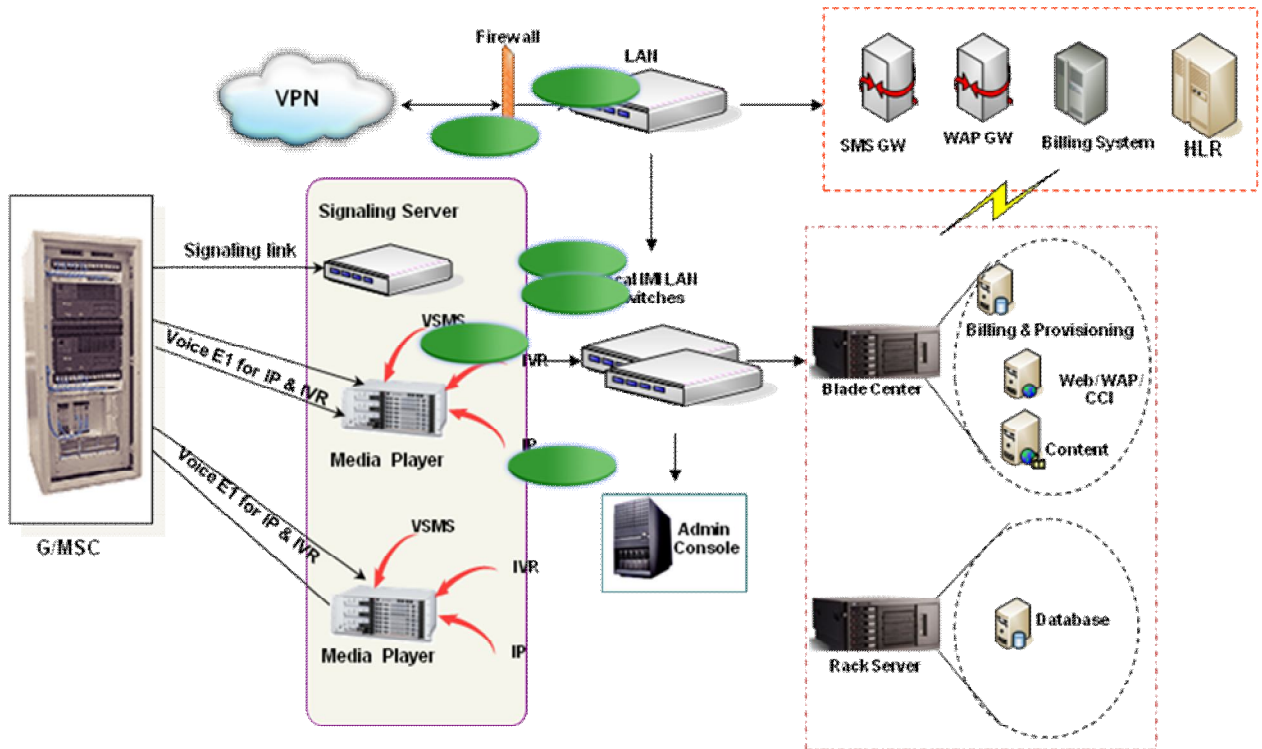 Firewall
LAN
VPN
SMS GW
WAP GW
Billing System
HLR
Signaling Server
Signaling link
IMI LAN
VSMS
Voice E1 for IP & IVR
IVR
Billing & Provisioning
Blade Center
Web/WAP/
CCI
Media Player
IP
Content
Voice E1 for IP & IVR
VSMS
Admin
Console
G/MSC
IVR
Database
Media Player
IP
Rack Server